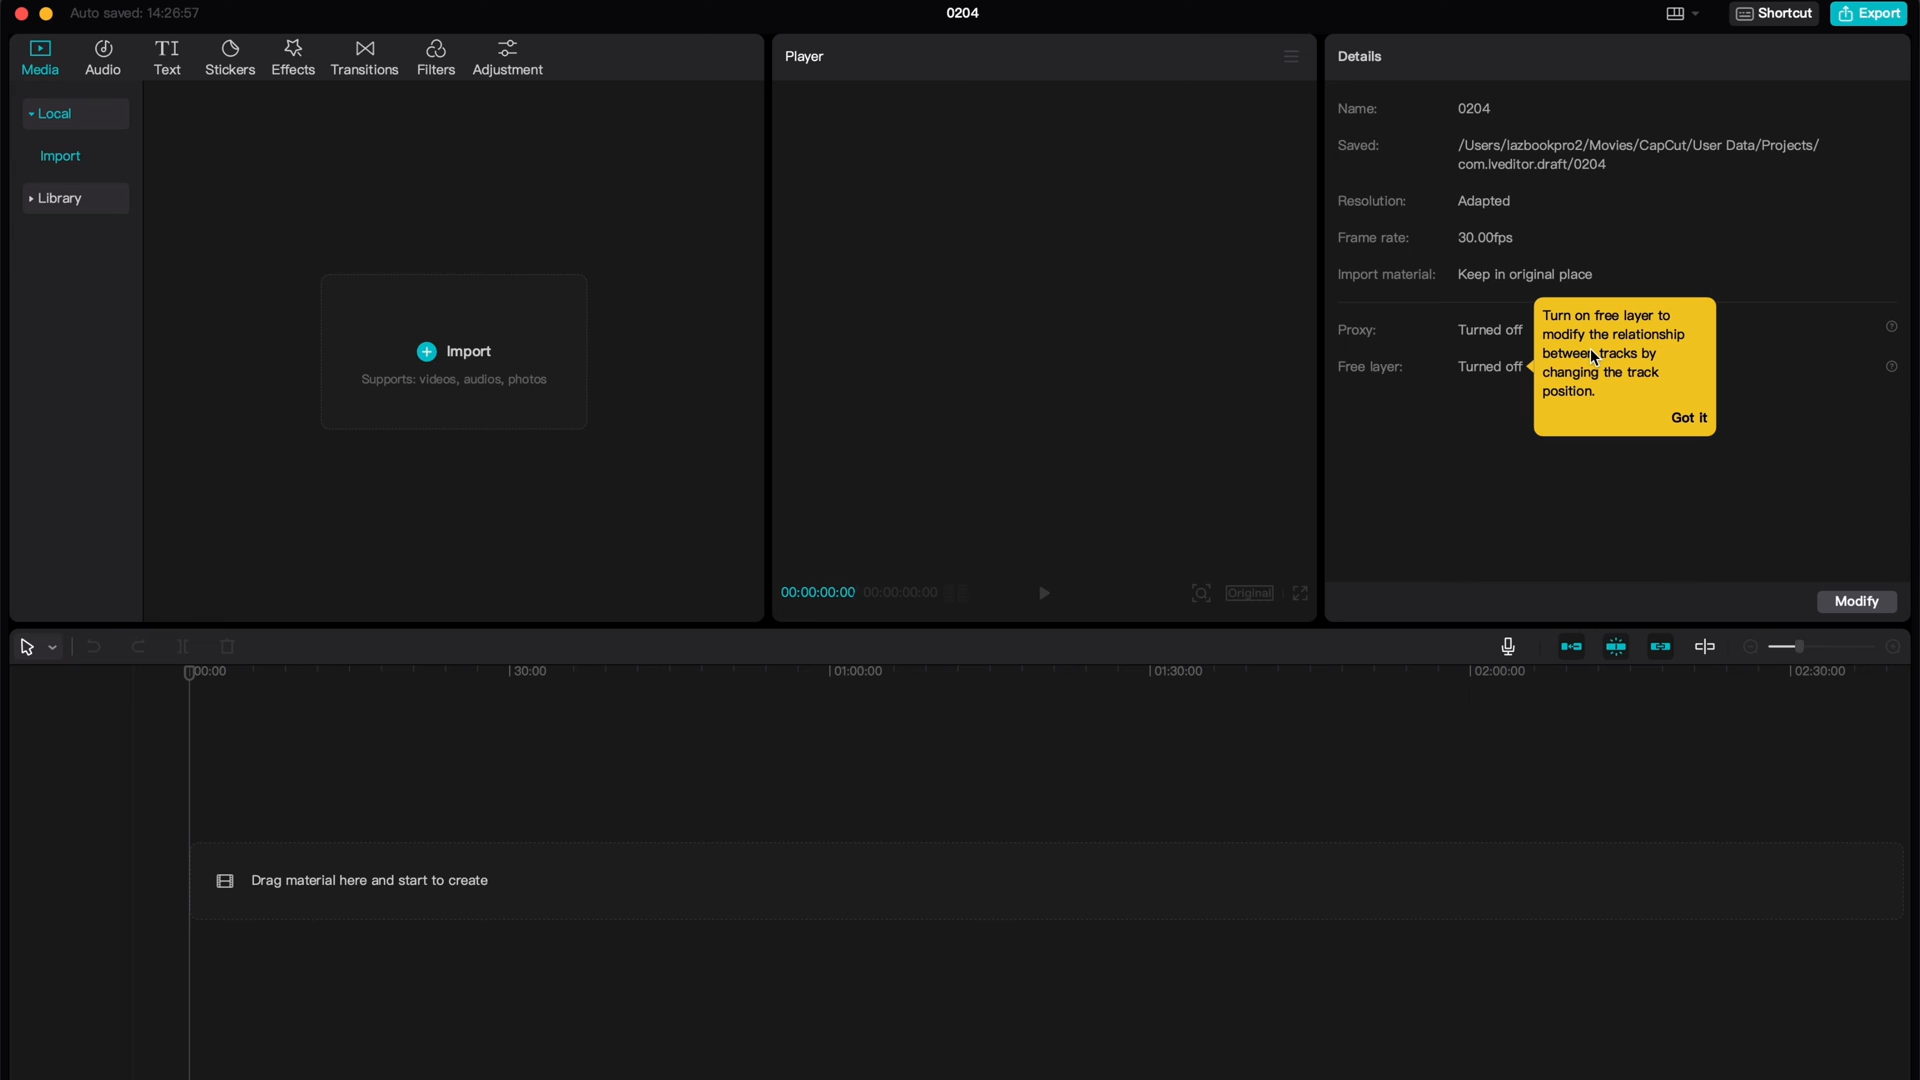 Auto saved: 14:26:57
0204
Shortcut
Export
Media
Audio
TI
Text
Stickers
Effects
Transitions
Filters
Adjustment
Local
Import
Library
Import
Supports: videos, audios, photos
Player
00:00:00:00 00:00:00:00
Original
Details
Name: 0204
Saved: /Users/lazbookpro2/Movies/CapCut/User Data/Projects/
com.lveditor.draft/0204
Resolution: Adapted
Frame rate: 30.00fps
Import material: Keep in original place
Proxy: Turned off
Free layer: Turned off
Turn on free layer to
modify the relationship
between tracks by
changing the track
position.
Got it
Modify
00:00 30:00 01:00:00 01:30:00 02:00:00 02:30:00
Drag material here and start to create